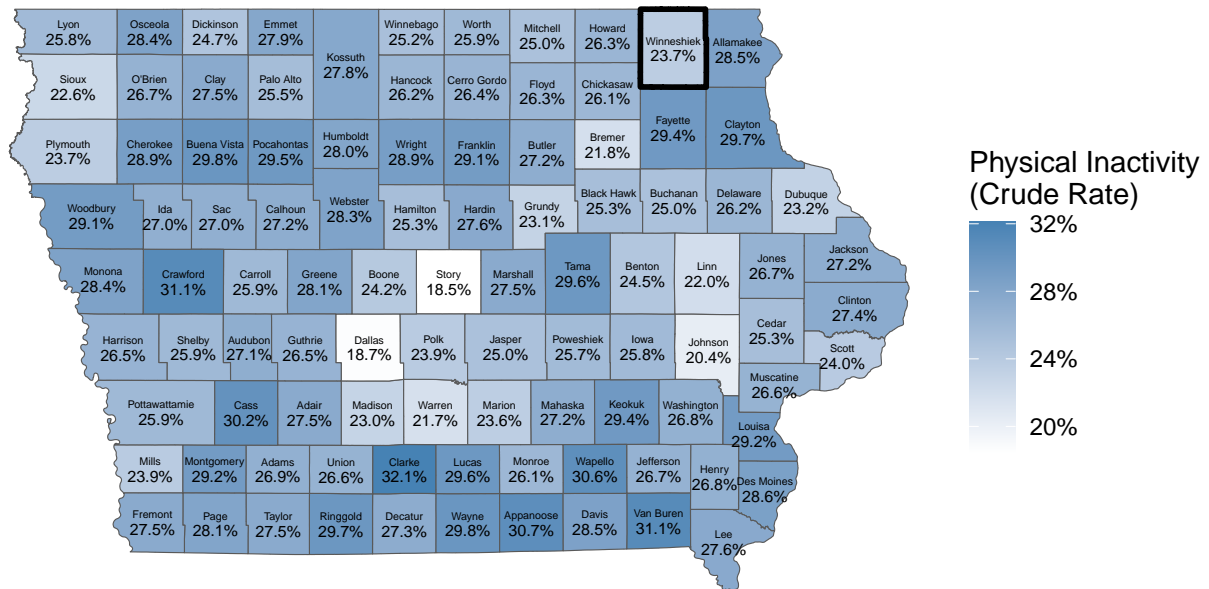 Lyon
25.8%
Osceola
28.4%
Dickinson
24.7%
Emmet
27.9%
Kossuth
27.8%
Winnebago
25.2%
Worth
25.9%
Mitchell
25.0%
Howard
26.3%
Winneshiek
23.7%
Allamakee
28.5%
Sioux
22.6%
O'Brien
26.7%
Clay
27.5%
Palo Alto
25.5%
Hancock
26.2%
Cerro Gordo
26.4%
Floyd
26.3%
Chickasaw
26.1%
Plymouth
23.7%
Cherokee
28.9%
Buena Vista
29.8%
Pocahontas
29.5%
Humboldt
28.0%
Wright
28.9%
Franklin
29.1%
Butler
27.2%
Bremer
21.8%
Fayette
29.4%
Clayton
29.7%
Woodbury
29.1%
Ida
27.0%
Sac
27.0%
Calhoun
27.2%
Webster
28.3%
Hamilton
25.3%
Hardin
27.6%
Grundy
23.1%
Black Hawk
25.3%
Buchanan
25.0%
Delaware
26.2%
Dubuque
23.2%
Monona
28.4%
Crawford
31.1%
Carroll
25.9%
Greene
28.1%
Boone
24.2%
Story
18.5%
Marshall
27.5%
Tama
29.6%
Benton
24.5%
Linn
22.0%
Jones
26.7%
Jackson
27.2%
Clinton
27.4%
Harrison
26.5%
Shelby
25.9%
Audubon
27.1%
Guthrie
26.5%
Dallas
18.7%
Polk
23.9%
Jasper
25.0%
Poweshiek
25.7%
Iowa
25.8%
Johnson
20.4%
Cedar
25.3%
Scott
24.0%
Muscatine
26.6%
Pottawattamie
25.9%
Cass
30.2%
Adair
27.5%
Madison
23.0%
Warren
21.7%
Marion
23.6%
Mahaska
27.2%
Keokuk
29.4%
Washington
26.8%
Louisa
29.2%
Mills
23.9%
Montgomery
29.2%
Adams
26.9%
Union
26.6%
Clarke
32.1%
Lucas
29.6%
Monroe
26.1%
Wapello
30.6%
Jefferson
26.7%
Henry
26.8%
Des Moines
28.6%
Fremont
27.5%
Page
28.1%
Taylor
27.5%
Ringgold
29.7%
Decatur
27.3%
Wayne
29.8%
Appanoose
30.7%
Davis
28.5%
Van Buren
31.1%
Lee
27.6%
Physical Inactivity
(Crude Rate)
32%
28%
24%
20%